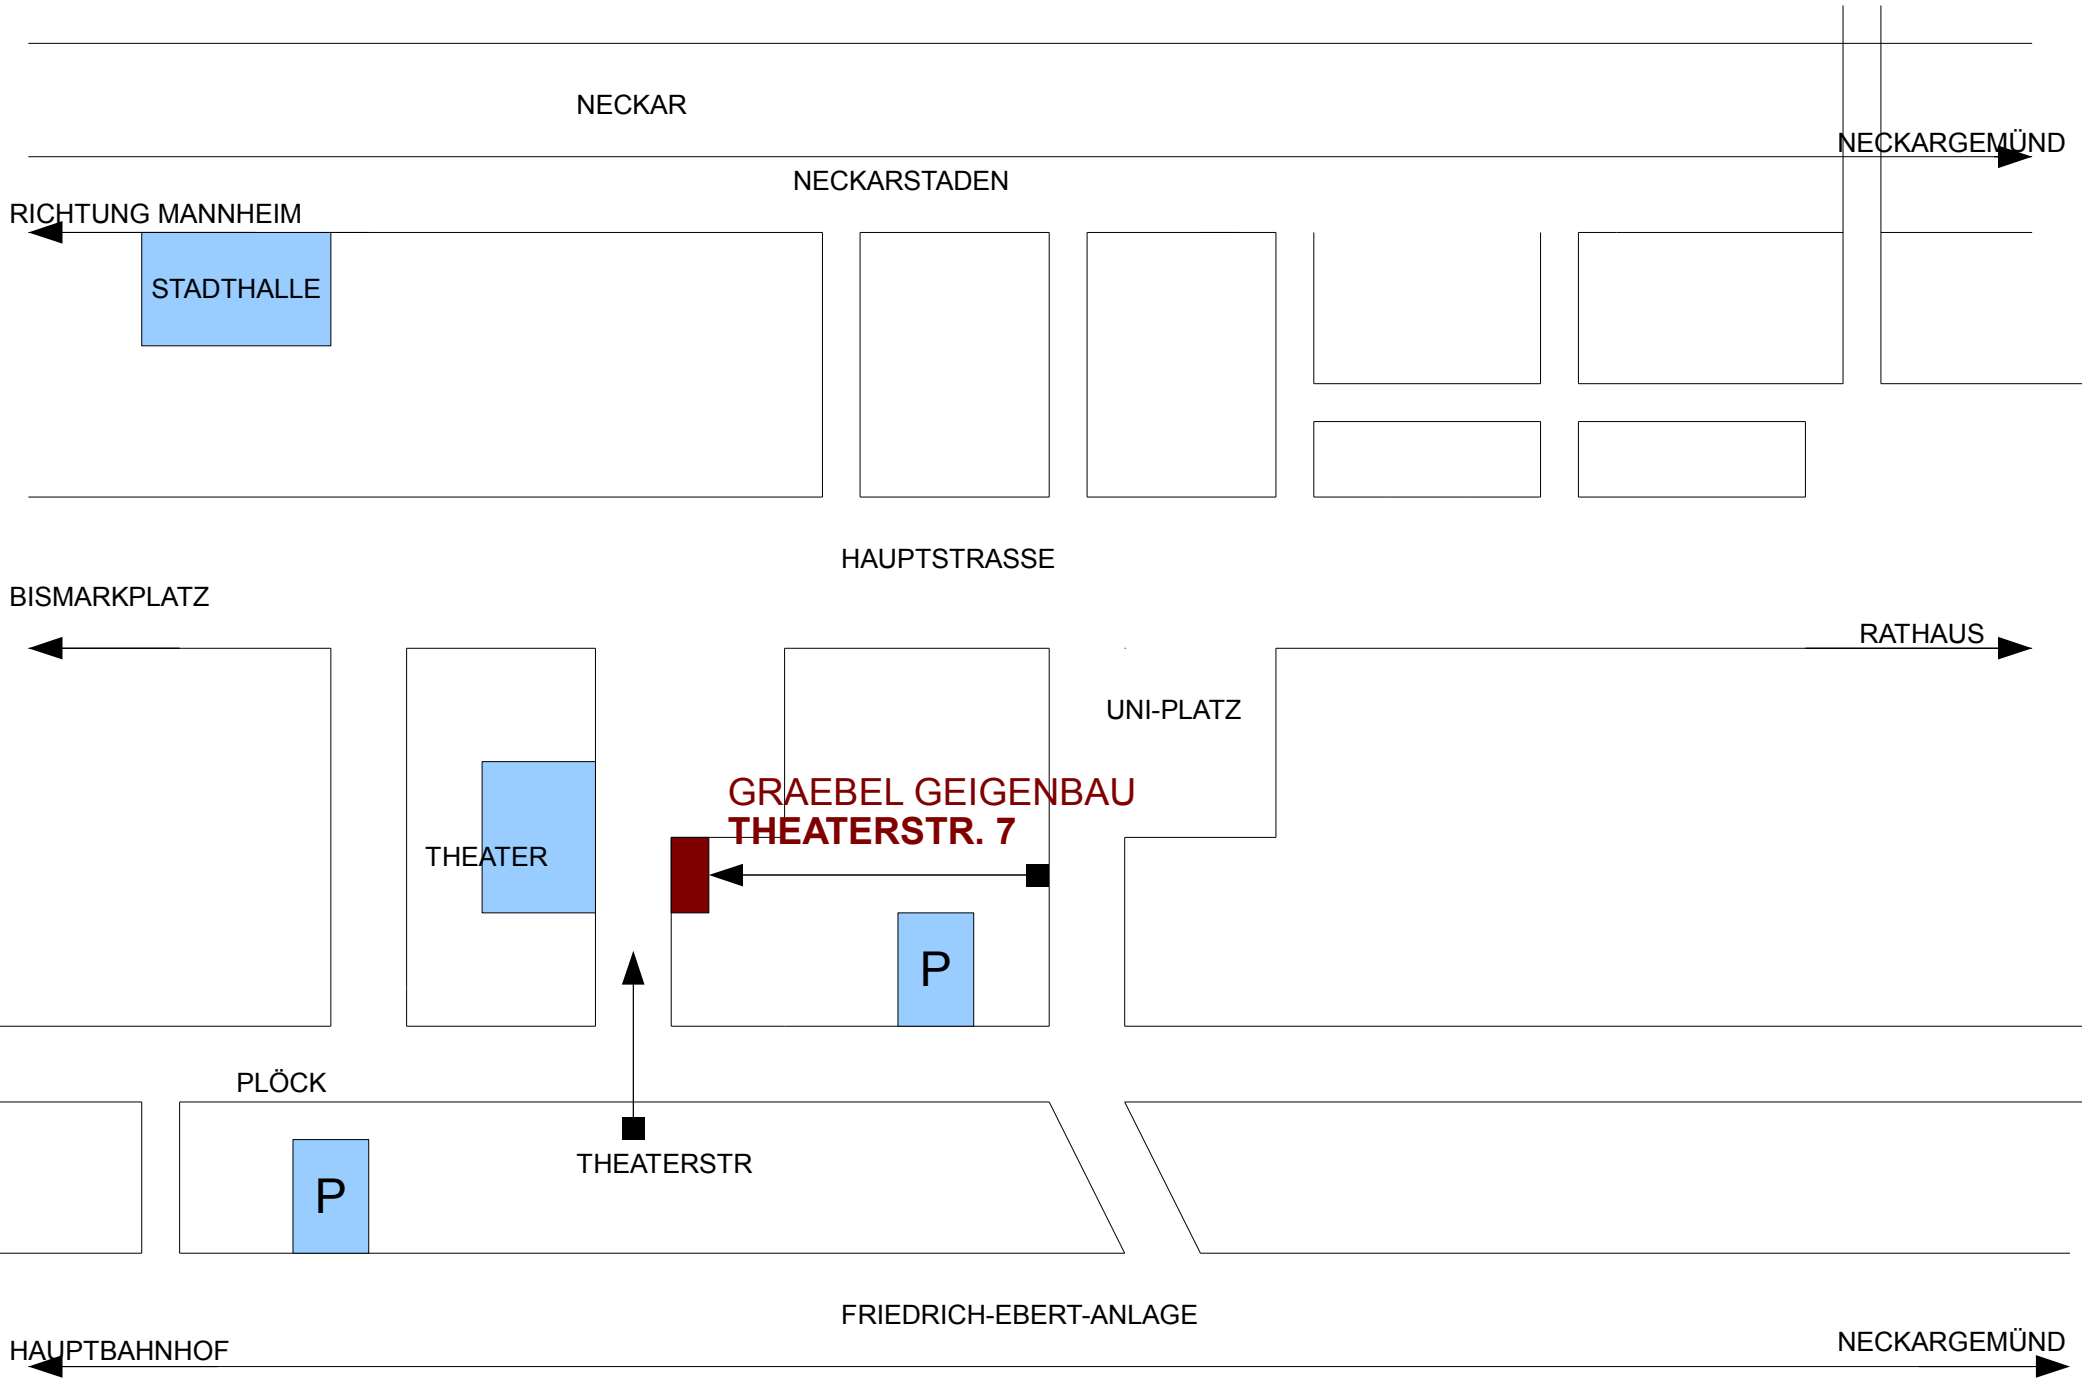 NECKAR
NECKARGEMÜND
NECKARSTADEN
RICHTUNG MANNHEIM
STADTHALLE
HAUPTSTRASSE
BISMARKPLATZ
RATHAUS
UNI-PLATZ
GRAEBEL GEIGENBAU
THEATERSTR. 7
THEATER
P
PLÖCK
THEATERSTR
P
FRIEDRICH-EBERT-ANLAGE
HAUPTBAHNHOF
NECKARGEMÜND